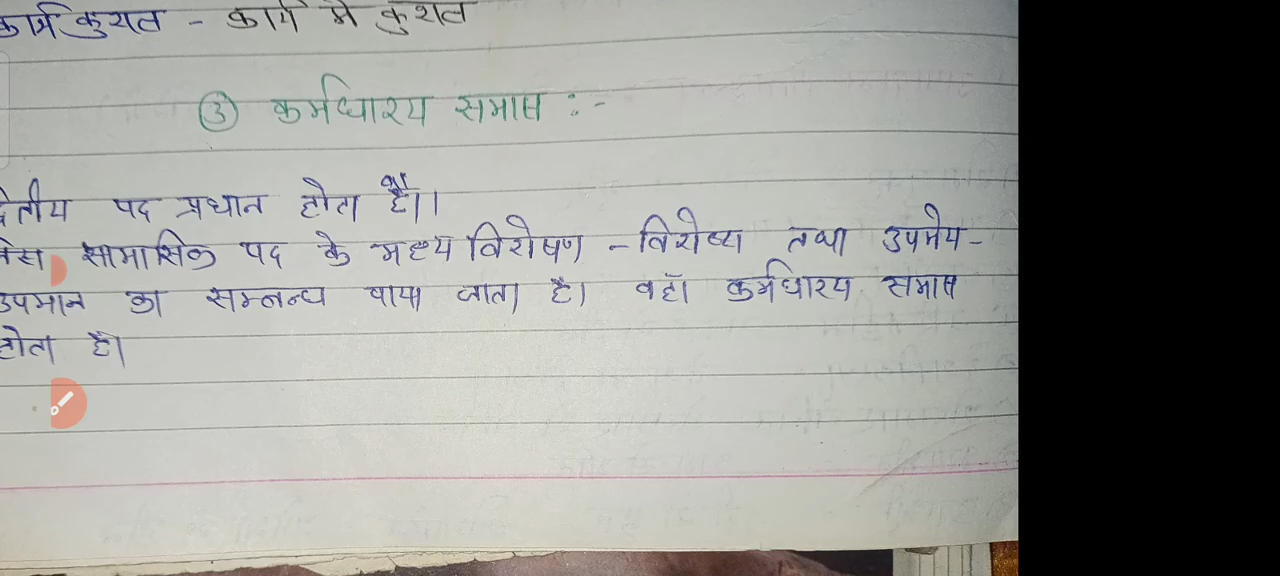 कार्यकुशल - कार्य में कुशल
③ कर्मधारय समास :-
द्वितीय पद प्रधान होता है।
जिस सामासिक पद के मध्य विशेषण - विशेष्य तथा उपमेय-
उपमान का सम्बन्ध पाया जाता है। वहाँ कर्मधारय समास
होता है।